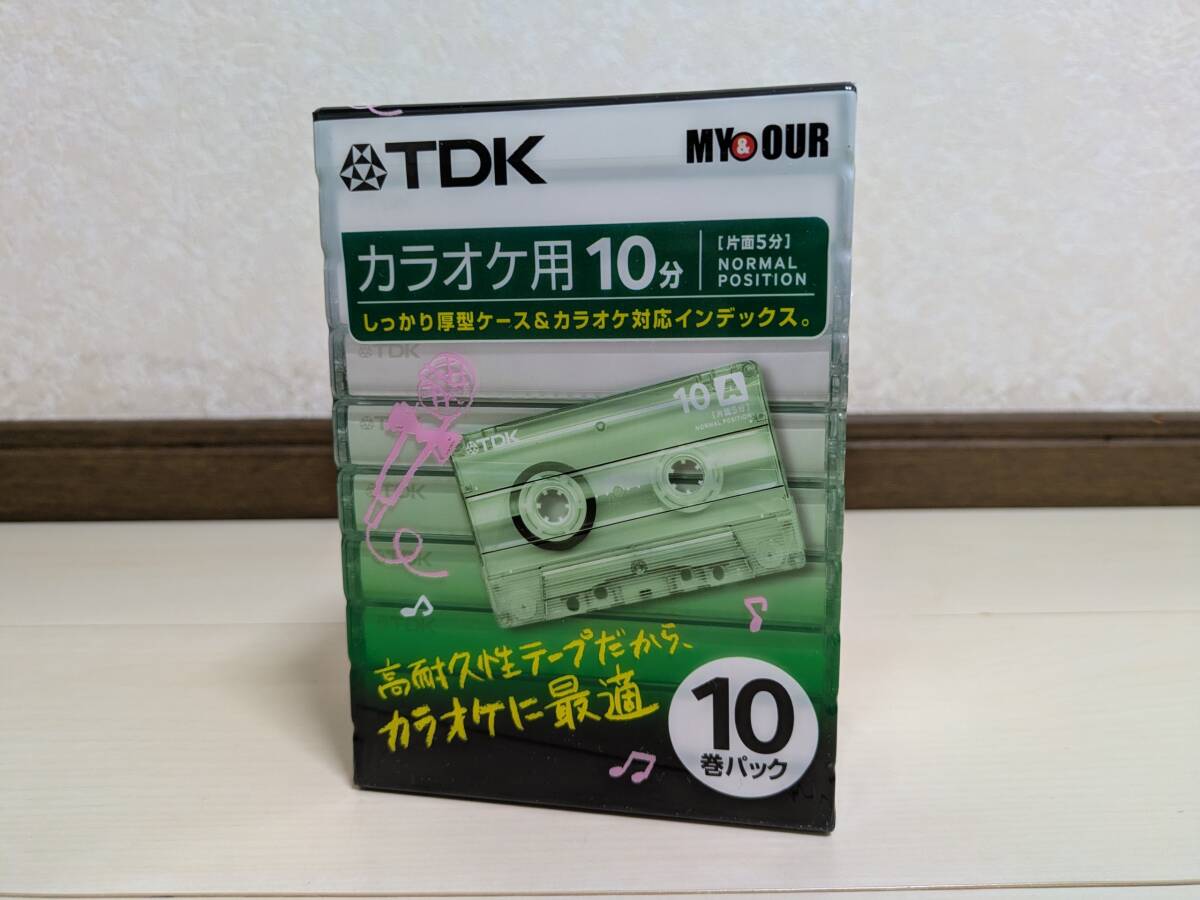 TDK
MY&OUR
カラオケ用 10分
[片面5分]
NORMAL
POSITION
しっかり厚型ケース&カラオケ対応インデックス。
TDK
TDK
TDK
TDK
TDK
TDK
10 A
[片面5分]
NORMAL POSITION
高耐久性テープだから、
カラオケに最適
10
巻パック